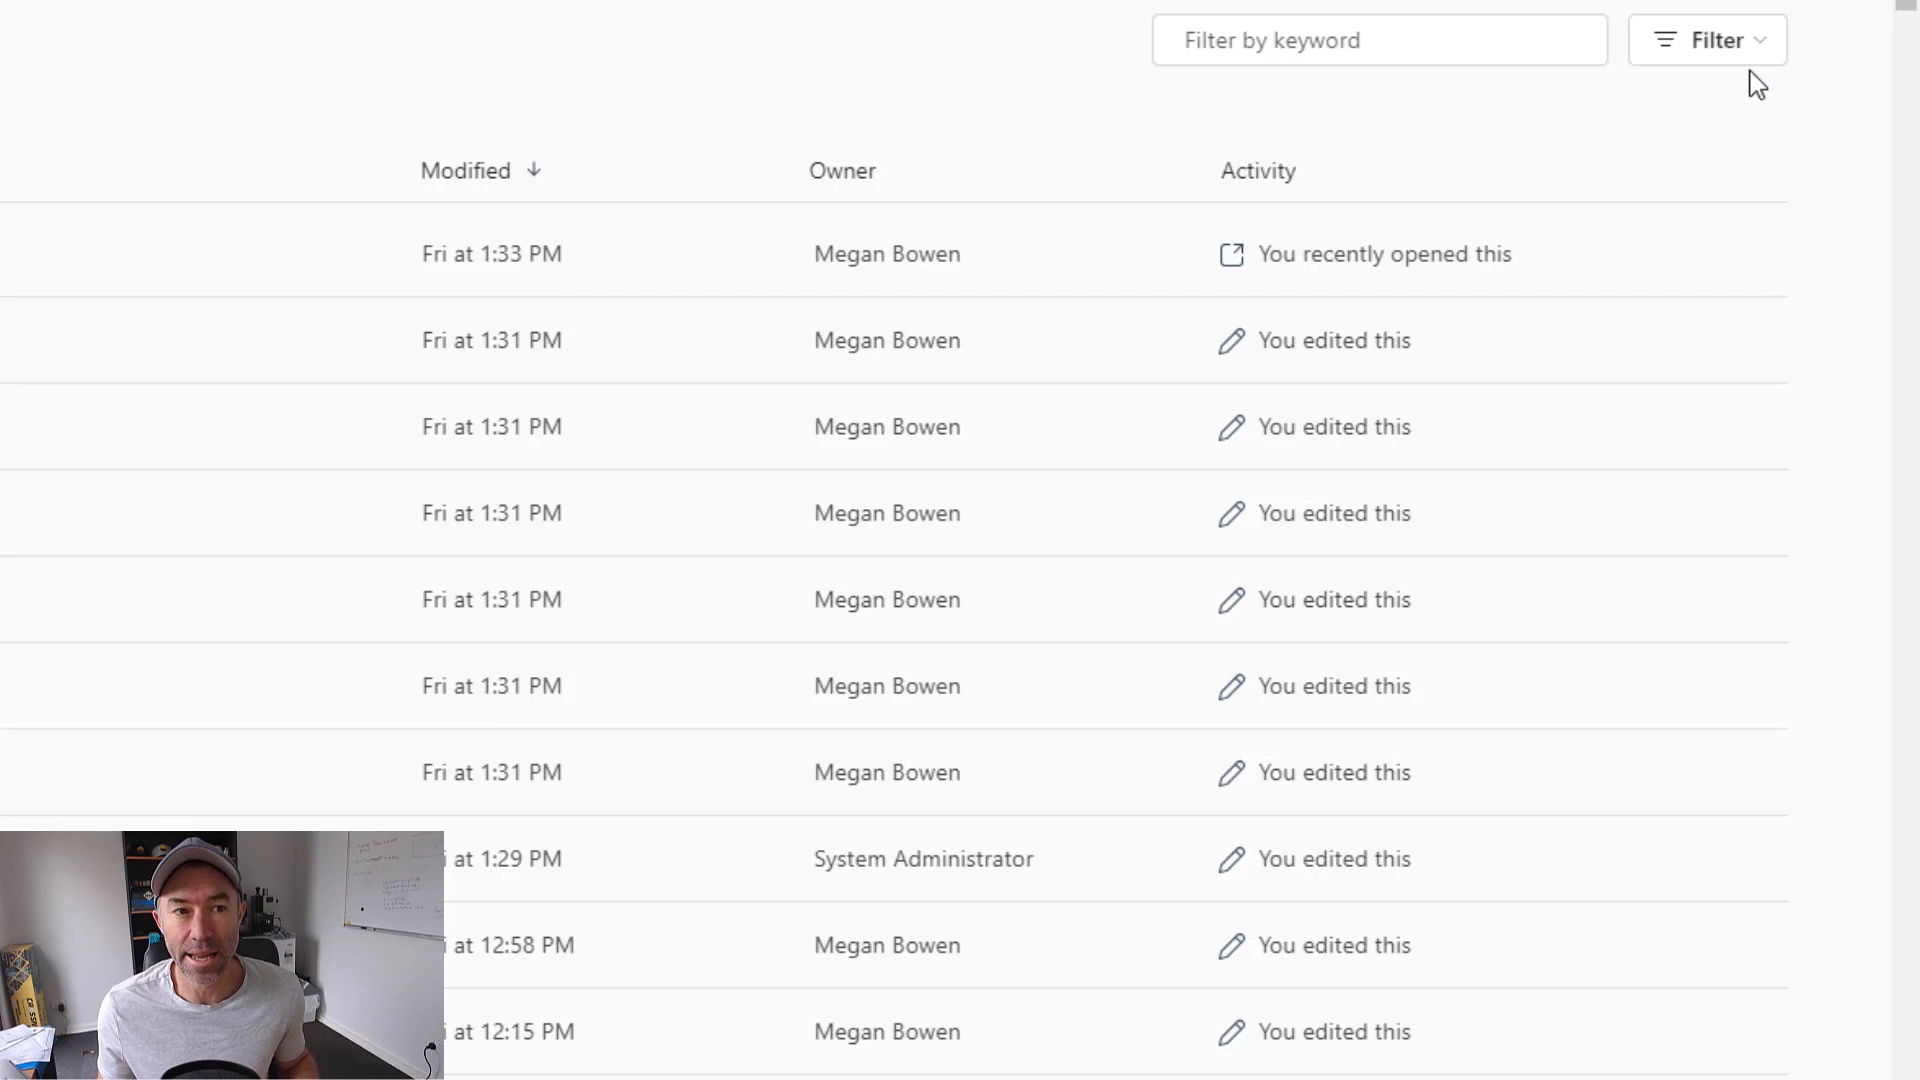 Filter by keyword
Filter
Modified Owner Activity
Fri at 1:33 PM Megan Bowen You recently opened this
Fri at 1:31 PM Megan Bowen You edited this
Fri at 1:31 PM Megan Bowen You edited this
Fri at 1:31 PM Megan Bowen You edited this
Fri at 1:31 PM Megan Bowen You edited this
Fri at 1:31 PM Megan Bowen You edited this
Fri at 1:31 PM Megan Bowen You edited this
at 1:29 PM System Administrator You edited this
at 12:58 PM Megan Bowen You edited this
at 12:15 PM Megan Bowen You edited this